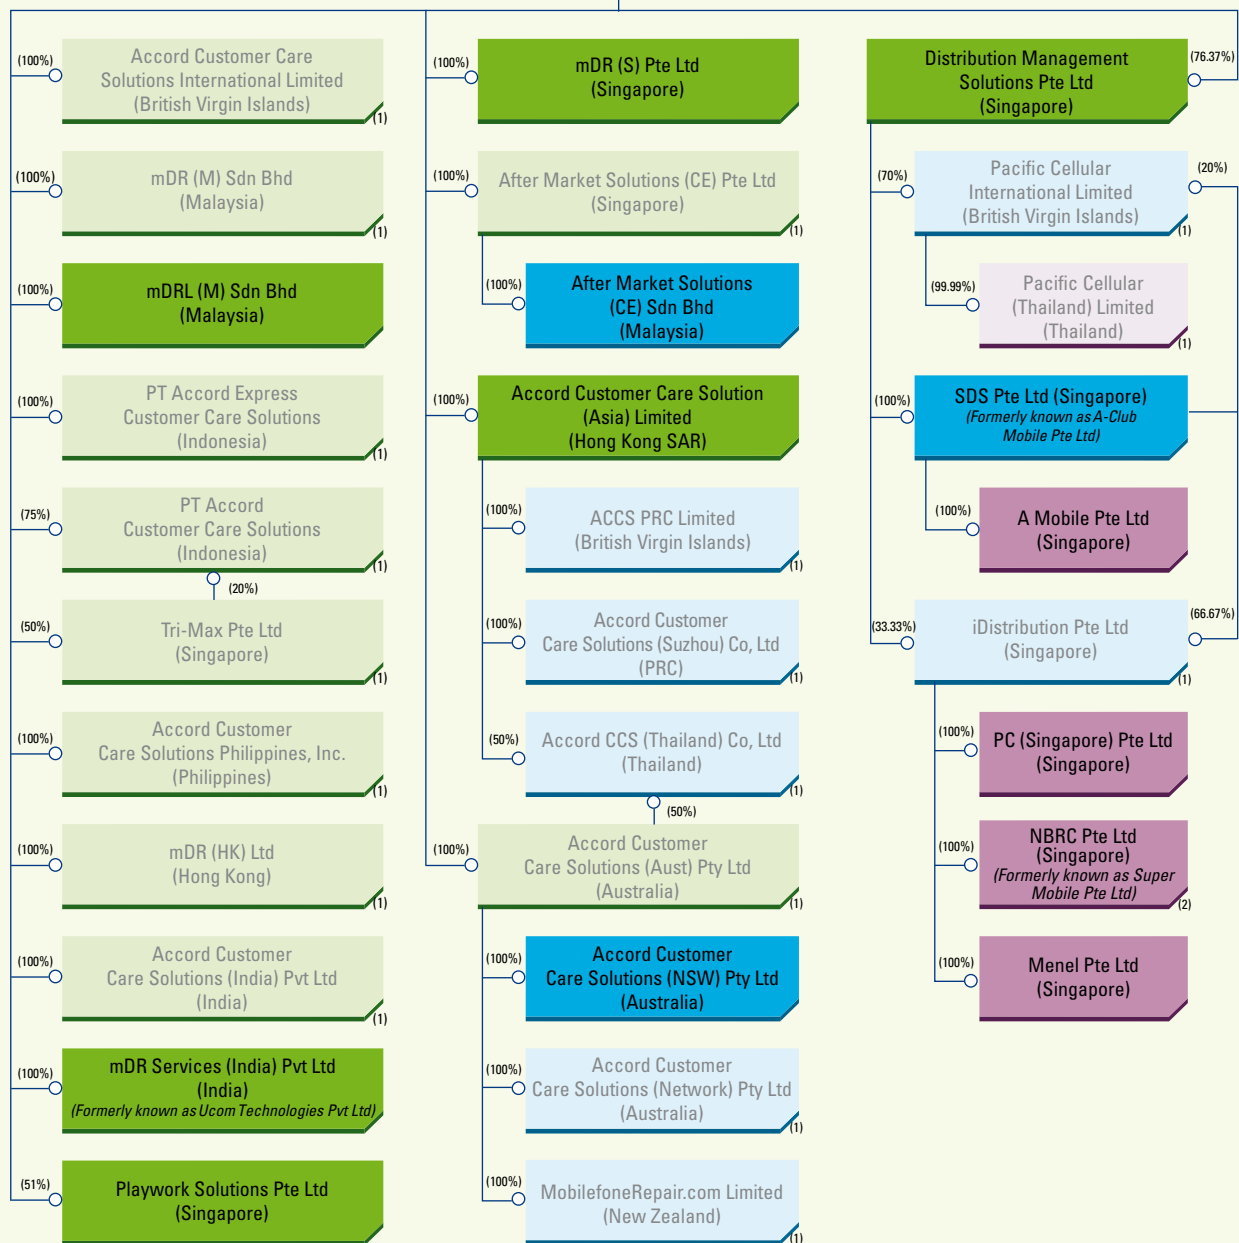 (100%)
Accord Customer Care
Solutions International Limited
(British Virgin Islands)
(1)
(100%)
mDR (M) Sdn Bhd
(Malaysia)
(1)
(100%)
mDRL (M) Sdn Bhd
(Malaysia)
(100%)
PT Accord Express
Customer Care Solutions
(Indonesia)
(1)
(75%)
PT Accord
Customer Care Solutions
(Indonesia)
(1)
(20%)
(50%)
Tri-Max Pte Ltd
(Singapore)
(1)
(100%)
Accord Customer
Care Solutions Philippines, Inc.
(Philippines)
(1)
(100%)
mDR (HK) Ltd
(Hong Kong)
(1)
(100%)
Accord Customer
Care Solutions (India) Pvt Ltd
(India)
(1)
(100%)
mDR Services (India) Pvt Ltd
(India)
(Formerly known as Ucom Technologies Pvt Ltd)
(51%)
Playwork Solutions Pte Ltd
(Singapore)
(100%)
mDR (S) Pte Ltd
(Singapore)
(100%)
After Market Solutions (CE) Pte Ltd
(Singapore)
(1)
(100%)
After Market Solutions
(CE) Sdn Bhd
(Malaysia)
(100%)
Accord Customer Care Solution
(Asia) Limited
(Hong Kong SAR)
(100%)
ACCS PRC Limited
(British Virgin Islands)
(1)
(100%)
Accord Customer
Care Solutions (Suzhou) Co, Ltd
(PRC)
(1)
(50%)
Accord CCS (Thailand) Co, Ltd
(Thailand)
(1)
(50%)
(100%)
Accord Customer
Care Solutions (Aust) Pty Ltd
(Australia)
(1)
(100%)
Accord Customer
Care Solutions (NSW) Pty Ltd
(Australia)
(100%)
Accord Customer
Care Solutions (Network) Pty Ltd
(Australia)
(1)
(100%)
MobilefoneRepair.com Limited
(New Zealand)
(1)
Distribution Management
Solutions Pte Ltd
(Singapore)
(76.37%)
(70%)
Pacific Cellular
International Limited
(British Virgin Islands)
(20%)
(1)
(99.99%)
Pacific Cellular
(Thailand) Limited
(Thailand)
(1)
(100%)
SDS Pte Ltd (Singapore)
(Formerly known as A-Club
Mobile Pte Ltd)
(100%)
A Mobile Pte Ltd
(Singapore)
(33.33%)
iDistribution Pte Ltd
(Singapore)
(66.67%)
(1)
(100%)
PC (Singapore) Pte Ltd
(Singapore)
(100%)
NBRC Pte Ltd
(Singapore)
(Formerly known as Super
Mobile Pte Ltd)
(2)
(100%)
Menel Pte Ltd
(Singapore)